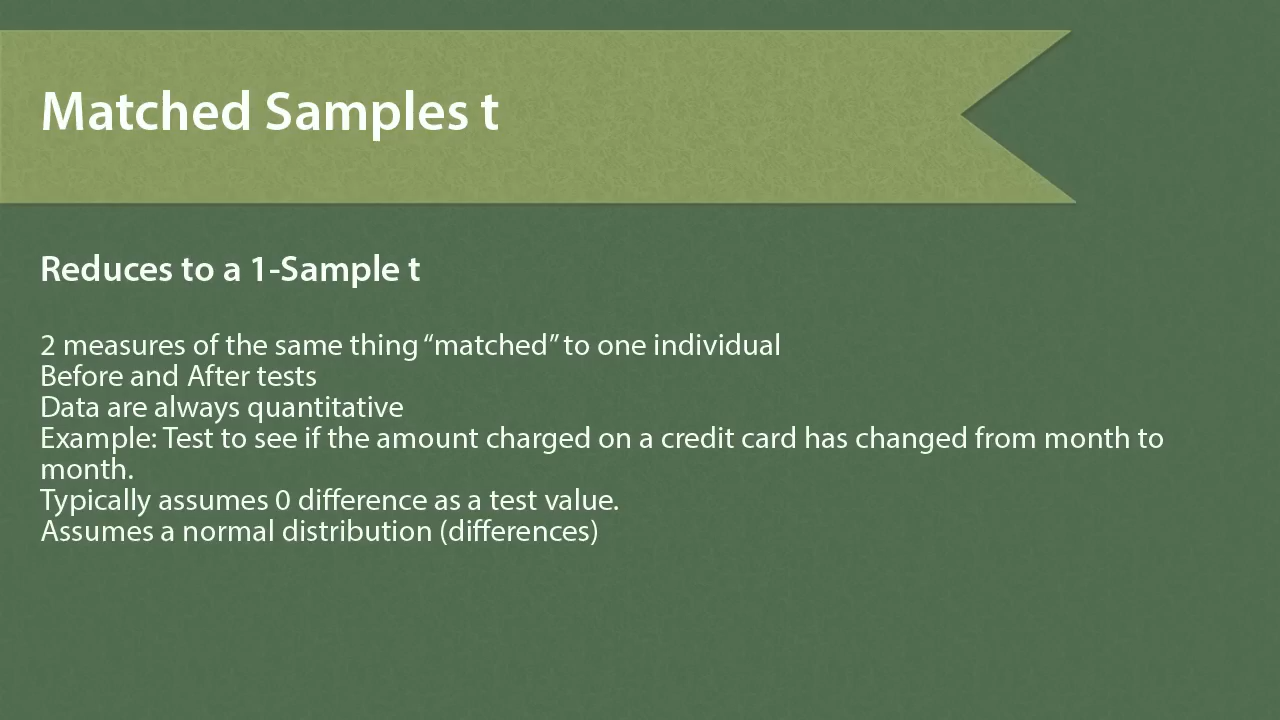 Matched Samples t
Reduces to a 1-Sample t
2 measures of the same thing “matched” to one individual
Before and After tests
Data are always quantitative
Example: Test to see if the amount charged on a credit card has changed from month to
month.
Typically assumes 0 difference as a test value.
Assumes a normal distribution (differences)